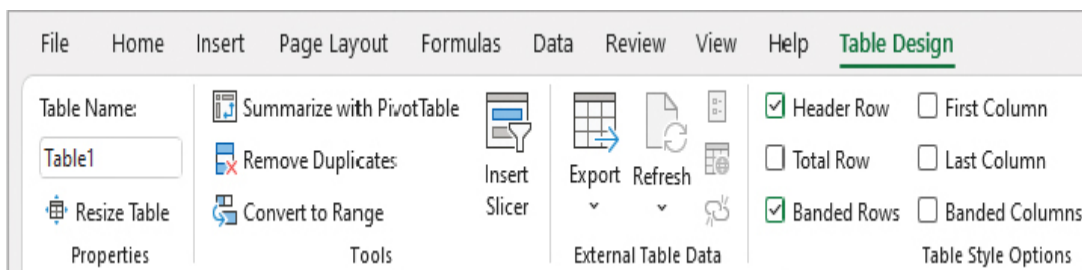 File Home Insert Page Layout Formulas Data Review View Help Table Design
Table Name:
Table1
Resize Table
Properties
Summarize with PivotTable
Remove Duplicates
Convert to Range
Insert
Slicer
Tools
Export
Refresh
External Table Data
Header Row
Total Row
Banded Rows
First Column
Last Column
Banded Columns
Table Style Options